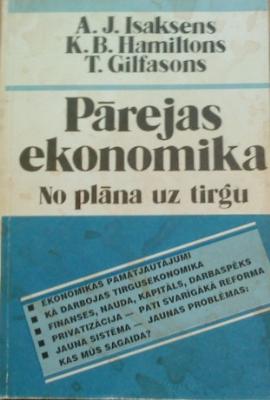 A. J. Isaksens
K. B. Hamiltons
T. Gilfasons
Pārejas
ekonomika
No plāna uz tirgu
▪ EKONOMIKAS PAMATJAUTĀJUMI
▪ KĀ DARBOJAS TIRGUSEKONOMIKA
▪ FINANSES, NAUDA, KAPITĀLS, DARBASPĒKS
▪ PRIVATIZĀCIJA — PATI SVARĪGĀKĀ REFORMA
▪ JAUNA SISTĒMA — JAUNAS PROBLĒMAS:
KAS MŪS SAGAIDA?